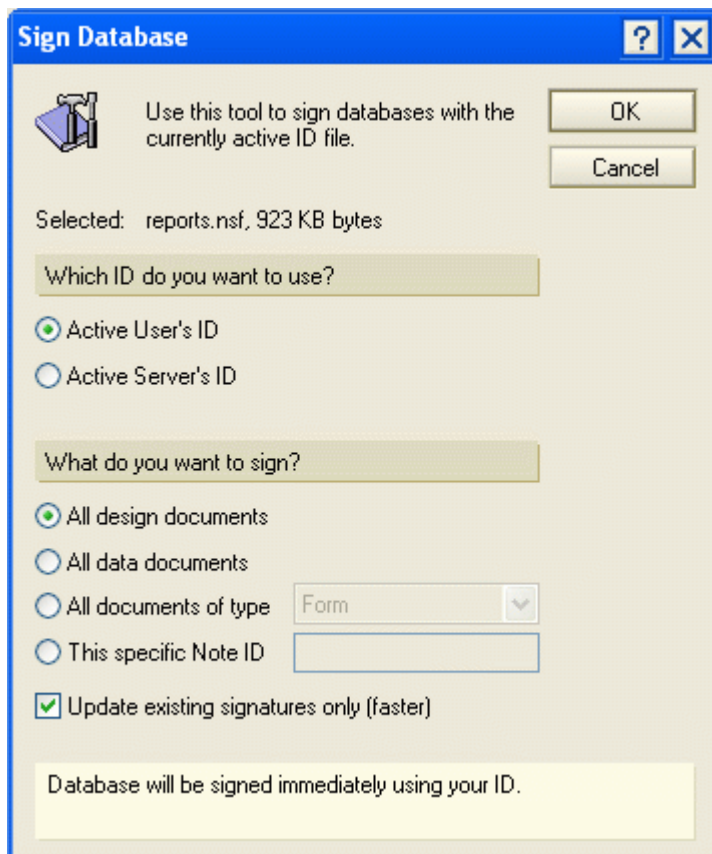 Sign Database
Use this tool to sign databases with the
currently active ID file.
OK
Cancel
Selected: reports.nsf, 923 KB bytes
Which ID do you want to use?
Active User's ID
Active Server's ID
What do you want to sign?
All design documents
All data documents
All documents of type Form
This specific Note ID
Update existing signatures only (faster)
Database will be signed immediately using your ID.